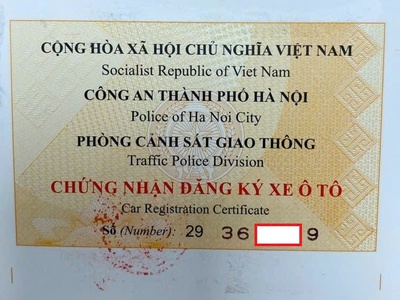 CỘNG HÒA XÃ HỘI CHỦ NGHĨA VIỆT NAM
Socialist Republic of Viet Nam
CÔNG AN THÀNH PHỐ HÀ NỘI
Police of Ha Noi City
PHÒNG CẢNH SÁT GIAO THÔNG
Traffic Police Division
CHỨNG NHẬN ĐĂNG KÝ XE Ô TÔ
Car Registration Certificate
Số (Number): 29 36 9